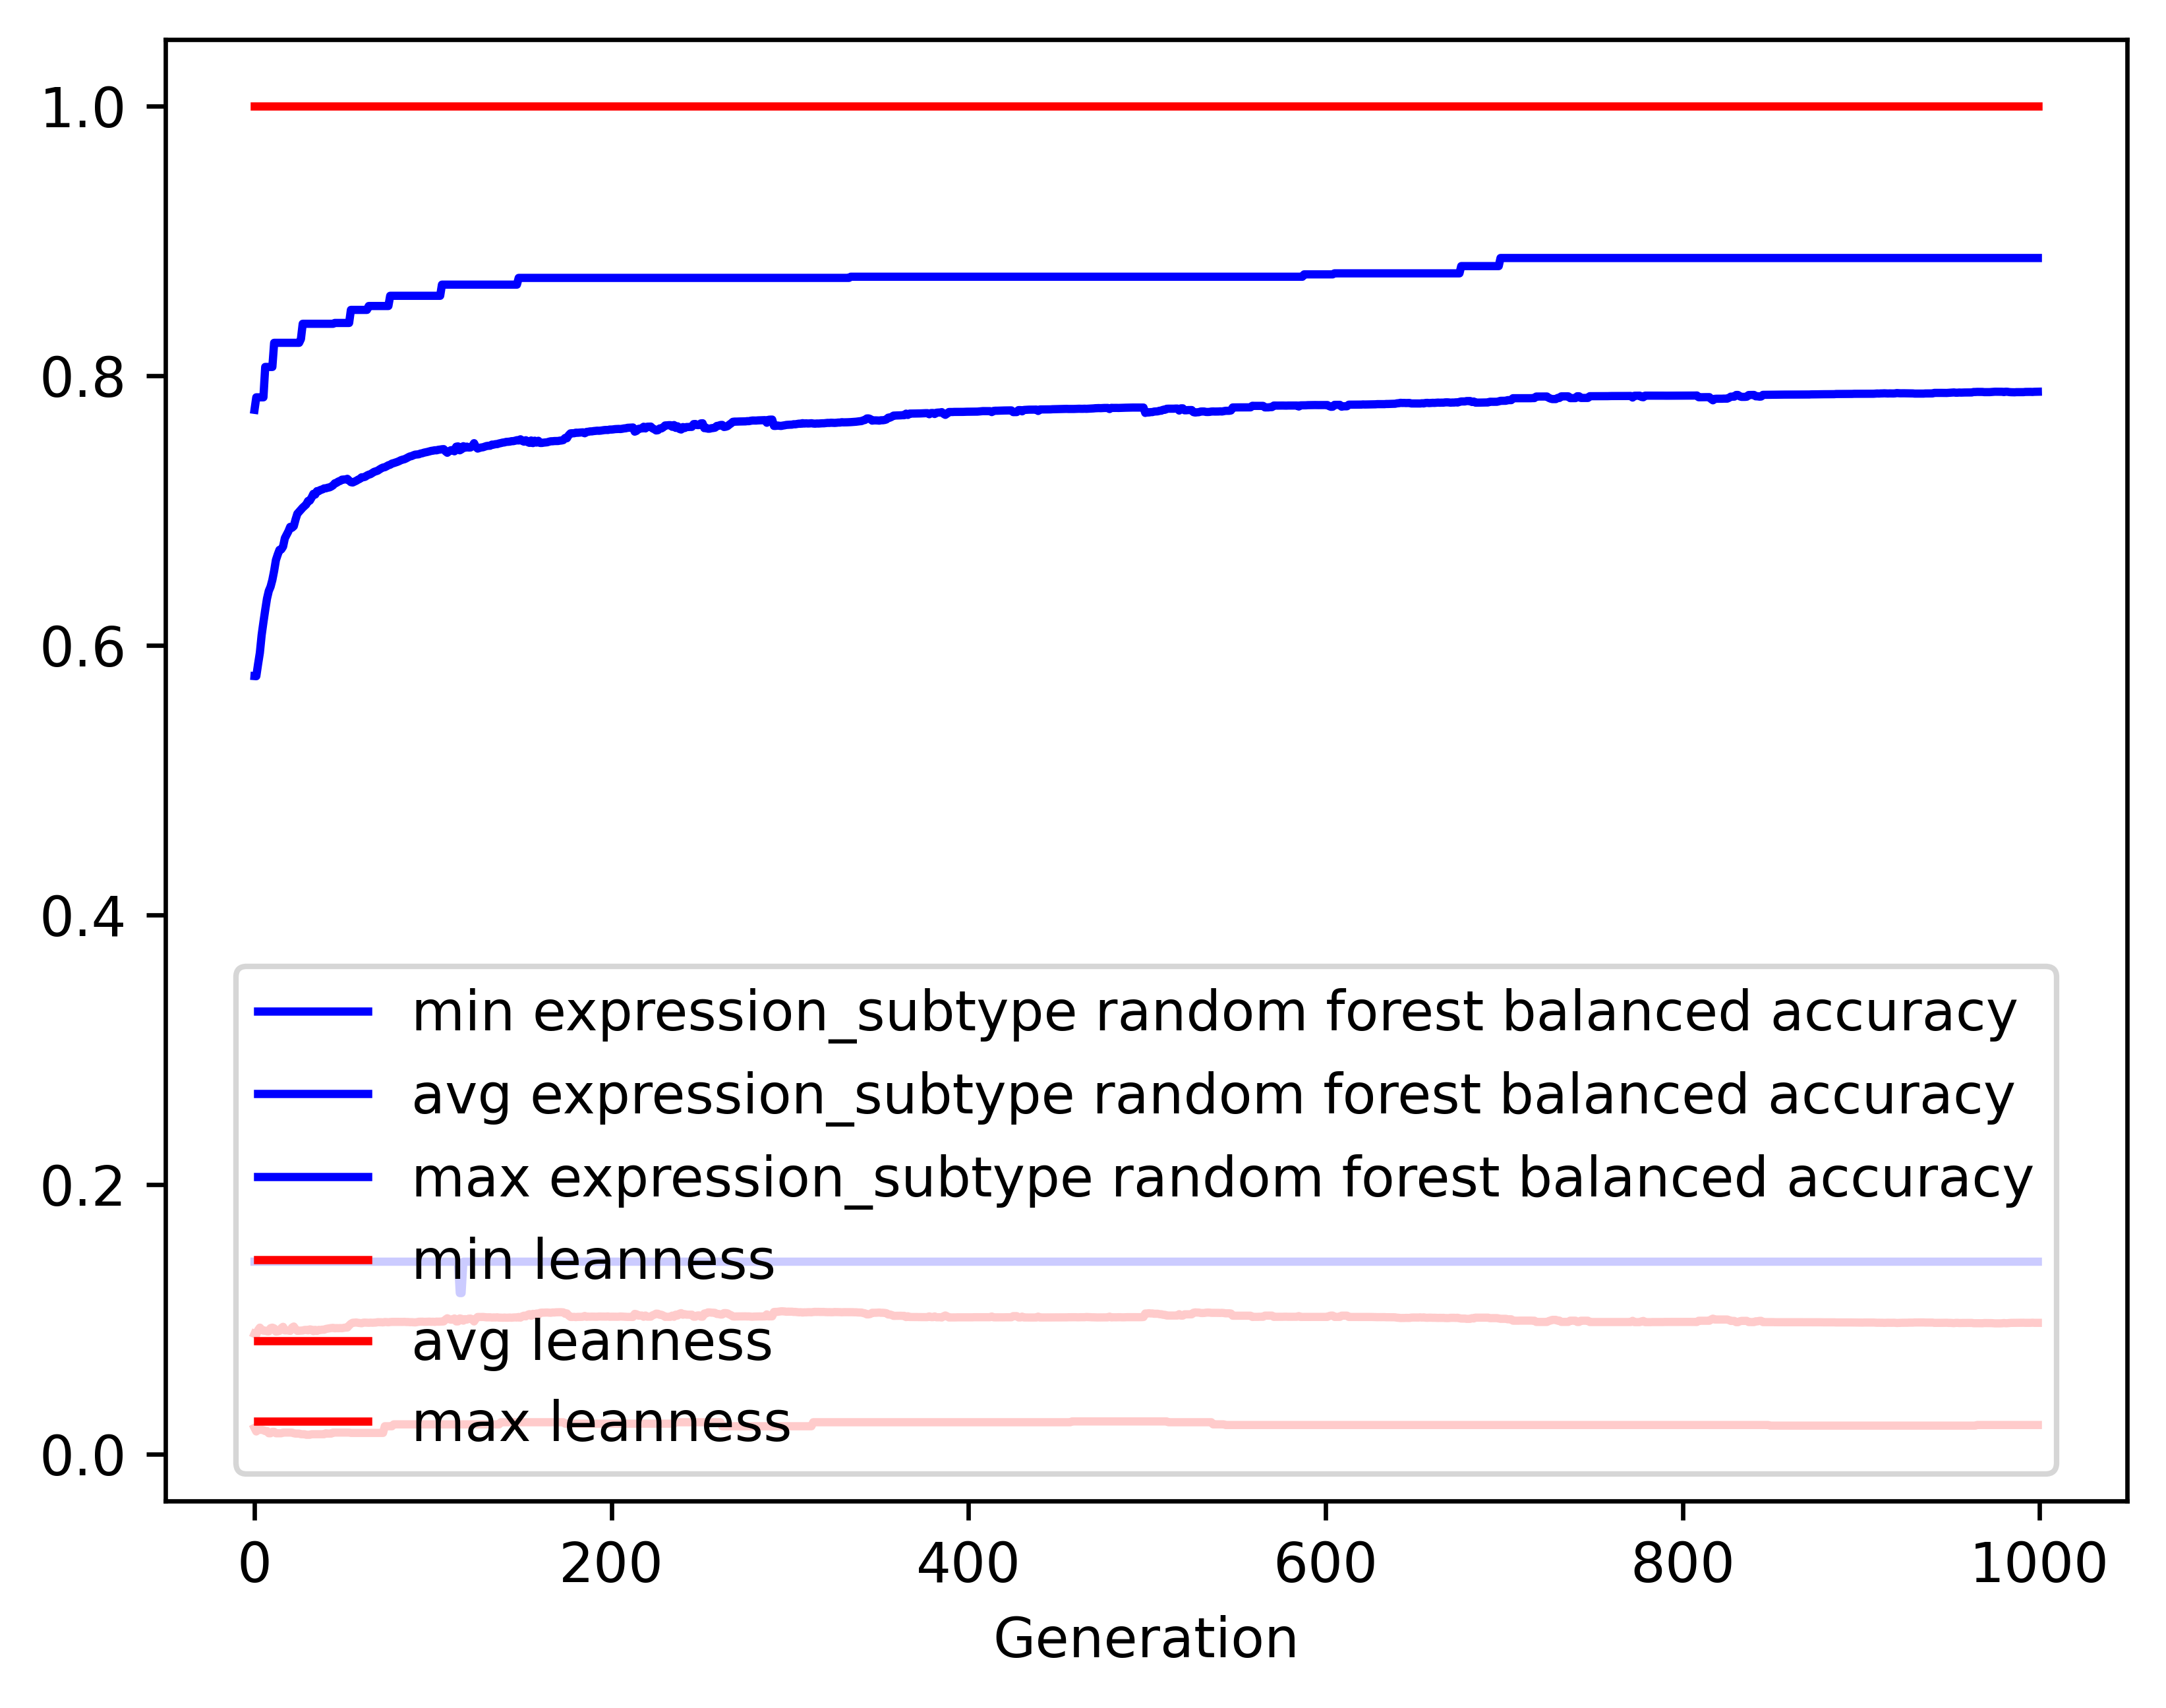 1.0
0.8
0.6
0.4
0.2
0.0
min expression_subtype random forest balanced accuracy
avg expression_subtype random forest balanced accuracy
max expression_subtype random forest balanced accuracy
min leanness
avg leanness
max leanness
0 200 400 600 800 1000
Generation